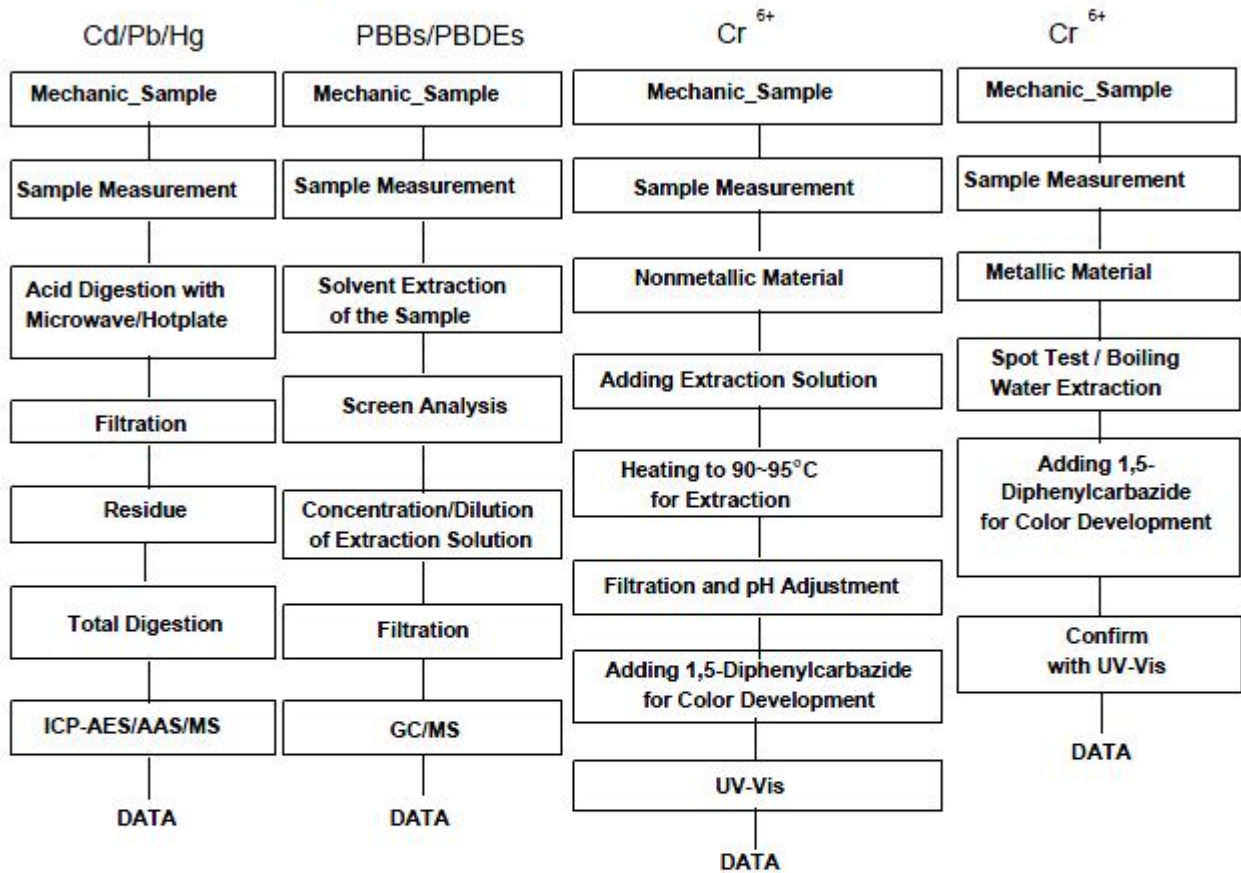 Cd/Pb/Hg
Mechanic_Sample
Sample Measurement
Acid Digestion with
Microwave/Hotplate
Filtration
Residue
Total Digestion
ICP-AES/AAS/MS
DATA
PBBs/PBDEs
Mechanic_Sample
Sample Measurement
Solvent Extraction
of the Sample
Screen Analysis
Concentration/Dilution
of Extraction Solution
Filtration
GC/MS
DATA
Cr 6+
Mechanic_Sample
Sample Measurement
Nonmetallic Material
Adding Extraction Solution
Heating to 90~95°C
for Extraction
Filtration and pH Adjustment
Adding 1,5-Diphenylcarbazide
for Color Development
UV-Vis
DATA
Cr 6+
Mechanic_Sample
Sample Measurement
Metallic Material
Spot Test / Boiling
Water Extraction
Adding 1,5-
Diphenylcarbazide
for Color Development
Confirm
with UV-Vis
DATA